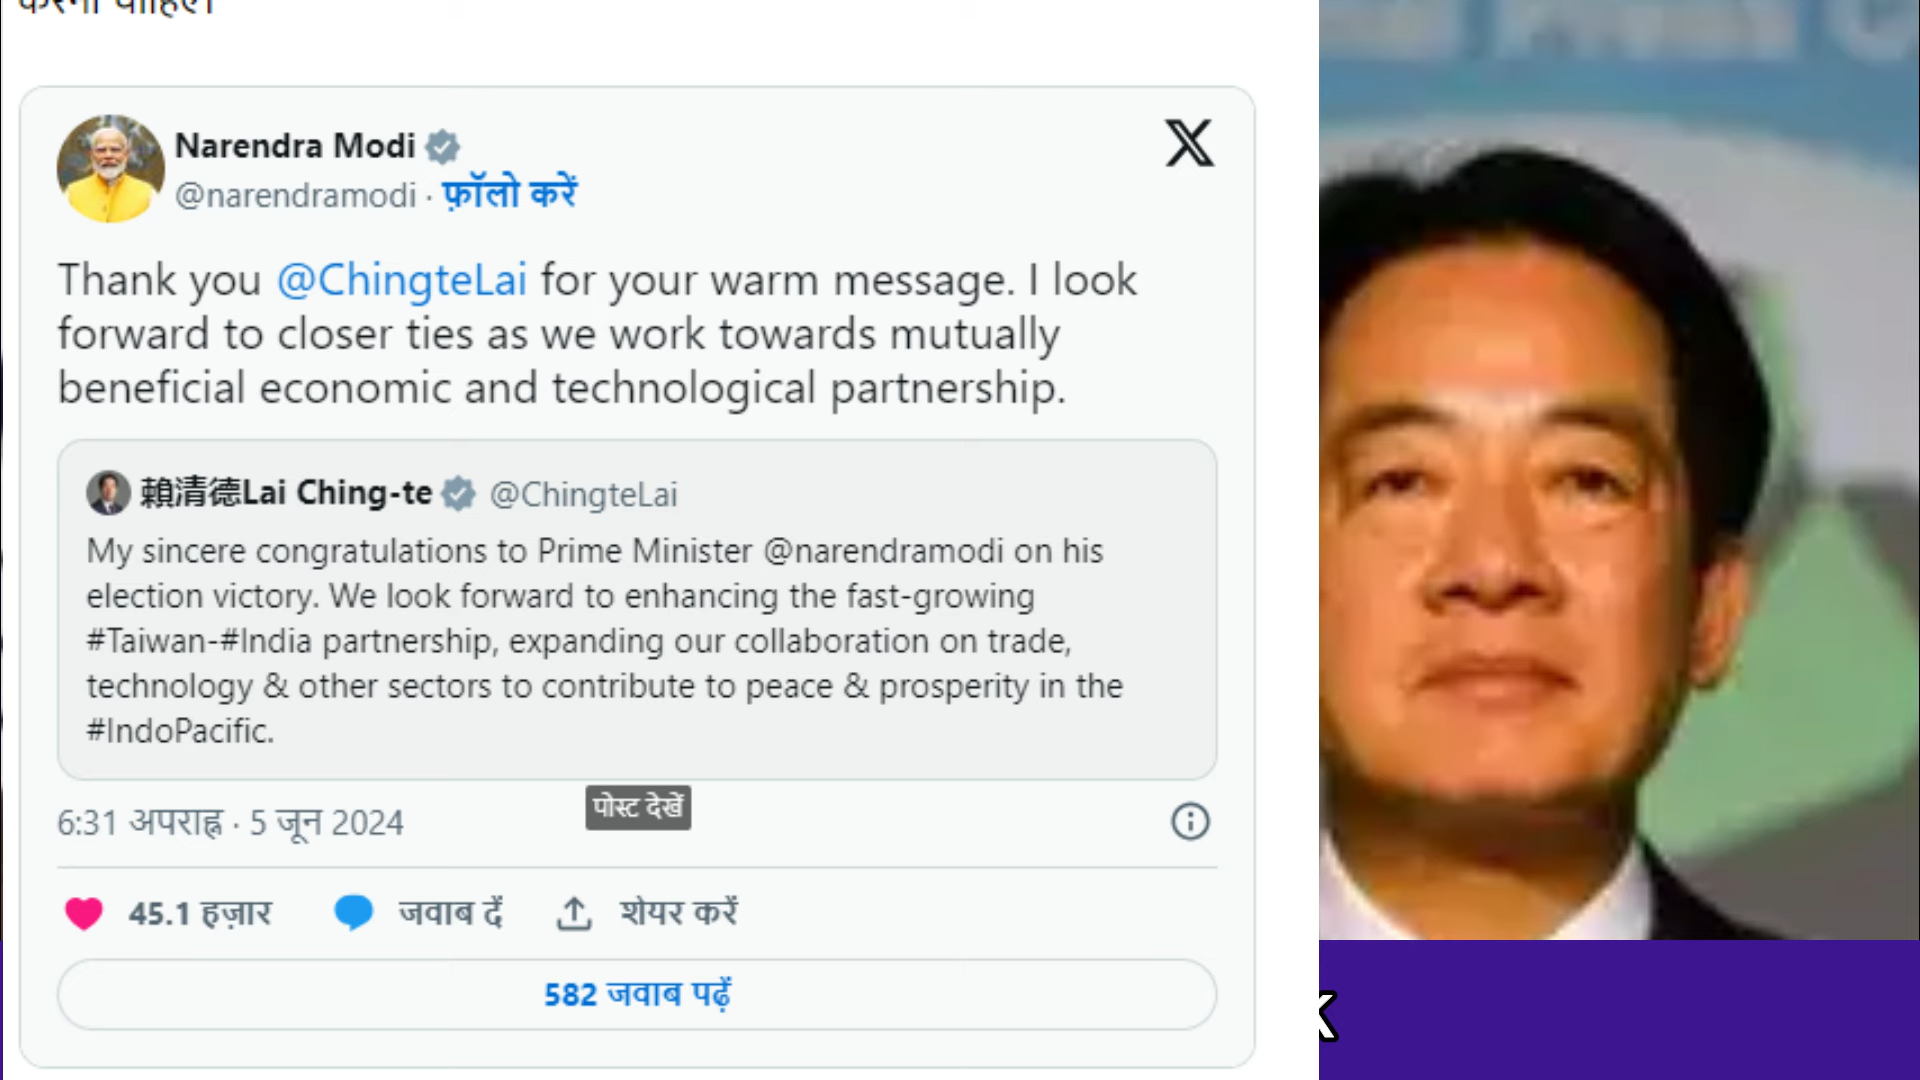 Narendra Modi
@narendramodi · फ़ॉलो करें
Thank you @ChingteLai for your warm message. I look
forward to closer ties as we work towards mutually
beneficial economic and technological partnership.
賴清德Lai Ching-te @ChingteLai
My sincere congratulations to Prime Minister @narendramodi on his
election victory. We look forward to enhancing the fast-growing
#Taiwan-#India partnership, expanding our collaboration on trade,
technology & other sectors to contribute to peace & prosperity in the
#IndoPacific.
पोस्ट देखें
6:31 अपराह्न · 5 जून 2024
45.1 हज़ार जवाब दें शेयर करें
582 जवाब पढ़ें
K